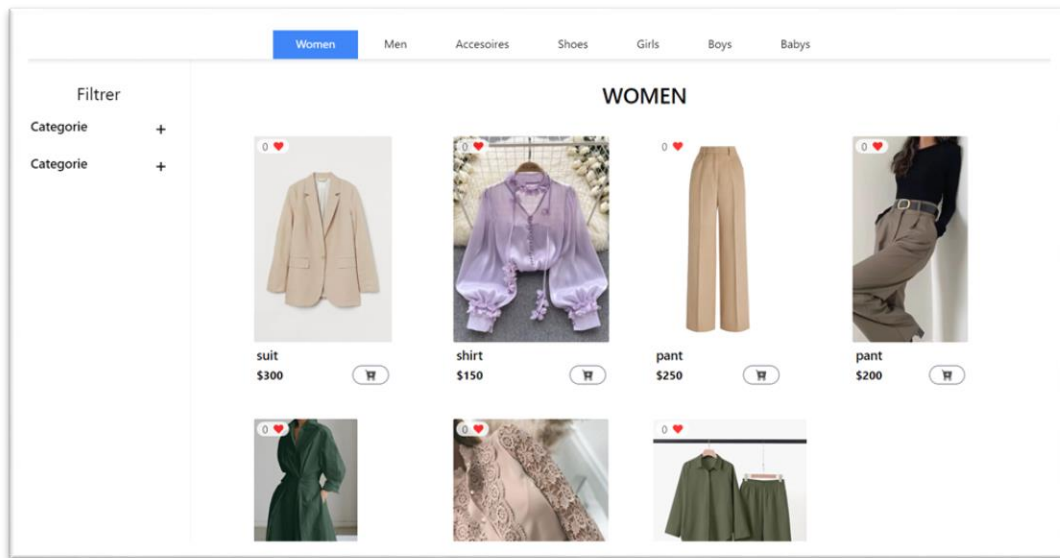 Women Men Accesoires Shoes Girls Boys Babys
Filtrer
Categorie +
Categorie +
WOMEN
0 0 0 0
suit shirt pant pant
$300 $150 $250 $200
0 0 0